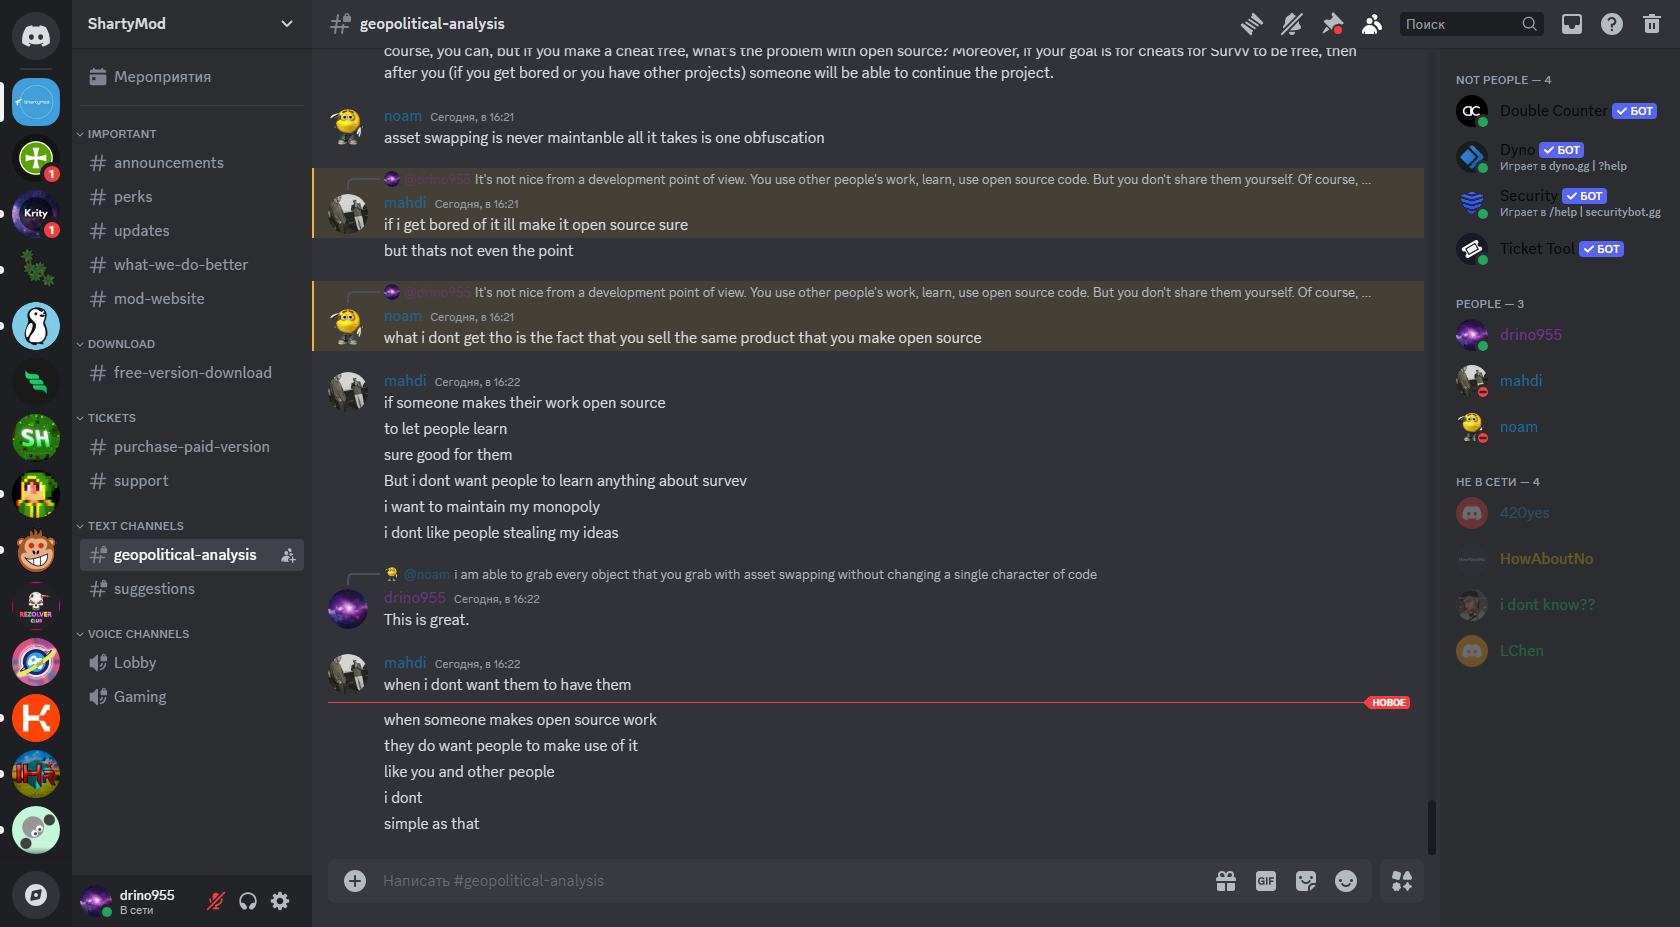 ShartyMod
geopolitical-analysis
Поиск
Мероприятия
IMPORTANT
announcements
perks
updates
what-we-do-better
mod-website
DOWNLOAD
free-version-download
TICKETS
purchase-paid-version
support
TEXT CHANNELS
geopolitical-analysis
suggestions
VOICE CHANNELS
Lobby
Gaming
drino955
В сети
ShartyMod
1
Krity
1
SH
REZOLVER
CLUB
course, you can, but if you make a cheat free, what's the problem with open source? Moreover, if your goal is for cheats for Survv to be free, then
after you (if you get bored or you have other projects) someone will be able to continue the project.
noam Сегодня, в 16:21
asset swapping is never maintanble all it takes is one obfuscation
@drino955 It's not nice from a development point of view. You use other people's work, learn, use open source code. But you don't share them yourself. Of course, ...
mahdi Сегодня, в 16:21
if i get bored of it ill make it open source sure
but thats not even the point
@drino955 It's not nice from a development point of view. You use other people's work, learn, use open source code. But you don't share them yourself. Of course, ...
noam Сегодня, в 16:21
what i dont get tho is the fact that you sell the same product that you make open source
mahdi Сегодня, в 16:22
if someone makes their work open source
to let people learn
sure good for them
But i dont want people to learn anything about survev
i want to maintain my monopoly
i dont like people stealing my ideas
@noam i am able to grab every object that you grab with asset swapping without changing a single character of code
drino955 Сегодня, в 16:22
This is great.
mahdi Сегодня, в 16:22
when i dont want them to have them
НОВОЕ
when someone makes open source work
they do want people to make use of it
like you and other people
i dont
simple as that
Написать #geopolitical-analysis
GIF
NOT PEOPLE — 4
Double Counter БОТ
Dyno БОТ
Играет в dyno.gg | ?help
Security БОТ
Играет в /help | securitybot.gg
Ticket Tool БОТ
PEOPLE — 3
drino955
mahdi
noam
НЕ В СЕТИ — 4
420yes
HowAboutNo
i dont know??
LChen